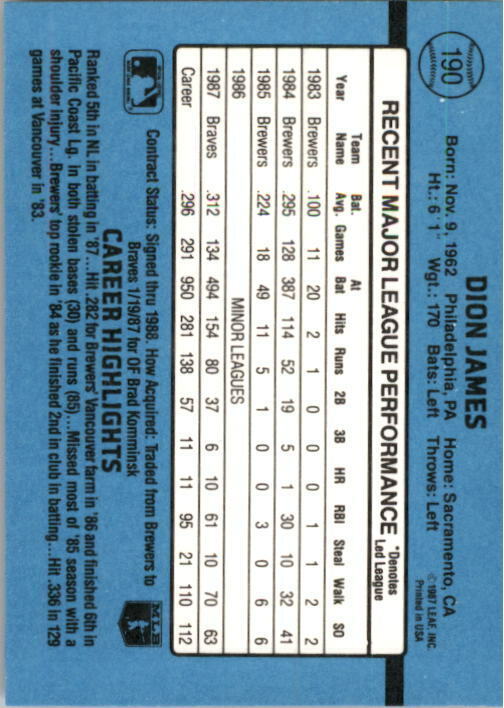 190
DION JAMES
Born: Nov. 9, 1962 Philadelphia, PA Home: Sacramento, CA
Ht.: 6' 1" Wgt.: 170 Bats: Left Throws: Left
© 1987 LEAF, INC.
Printed in USA
RECENT MAJOR LEAGUE PERFORMANCE *Denotes Led League
Year Team Name Bat. Avg. Games At Bat Hits Runs 2B 3B HR RBI Steal Walk SO
1983 Brewers .100 11 20 2 1 0 0 0 1 1 2 2
1984 Brewers .295 128 387 114 52 19 5 1 30 10 32 41
1985 Brewers .224 18 49 11 5 1 0 0 3 0 6 6
1986 MINOR LEAGUES
1987 Braves .312 134 494 154 80 37 6 10 61 10 70 63
Career .296 291 950 281 138 57 11 11 95 21 110 112
Contract Status: Signed thru 1988. How Acquired: Traded from Brewers to
Braves 1/19/87 for OF Brad Komminsk
MLB
CAREER HIGHLIGHTS
Ranked 5th in NL in batting in '87...Hit .282 for Brewers' Vancouver farm in '86 and finished 6th in
Pacific Coast Lg. in both stolen bases (30) and runs (85)...Missed most of '85 season with a
shoulder injury...Brewers' top rookie in '84 as he finished 2nd in club in batting...Hit .336 in 129
games at Vancouver in '83.